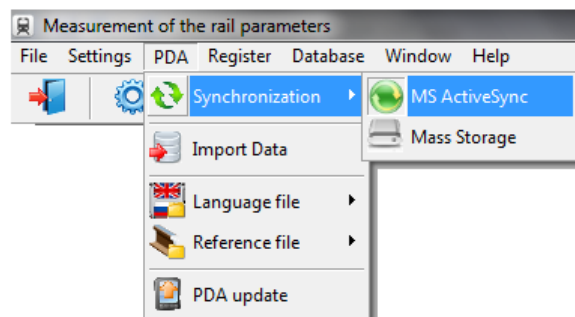 Measurement of the rail parameters
File Settings PDA Register Database Window Help
Synchronization
MS ActiveSync
Mass Storage
Import Data
Language file
Reference file
PDA update